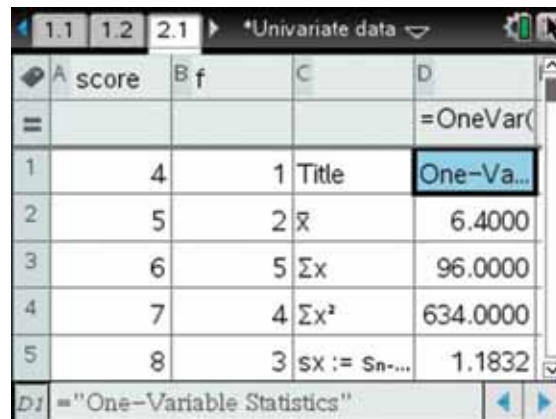 1.1 1.2 2.1 *Univariate data
A score B f C D
= =OneVar(
1 4 1 Title One-Va...
2 5 2 x̄ 6.4000
3 6 5 Σx 96.0000
4 7 4 Σx² 634.0000
5 8 3 sx := sn-... 1.1832
D1 ="One-Variable Statistics"